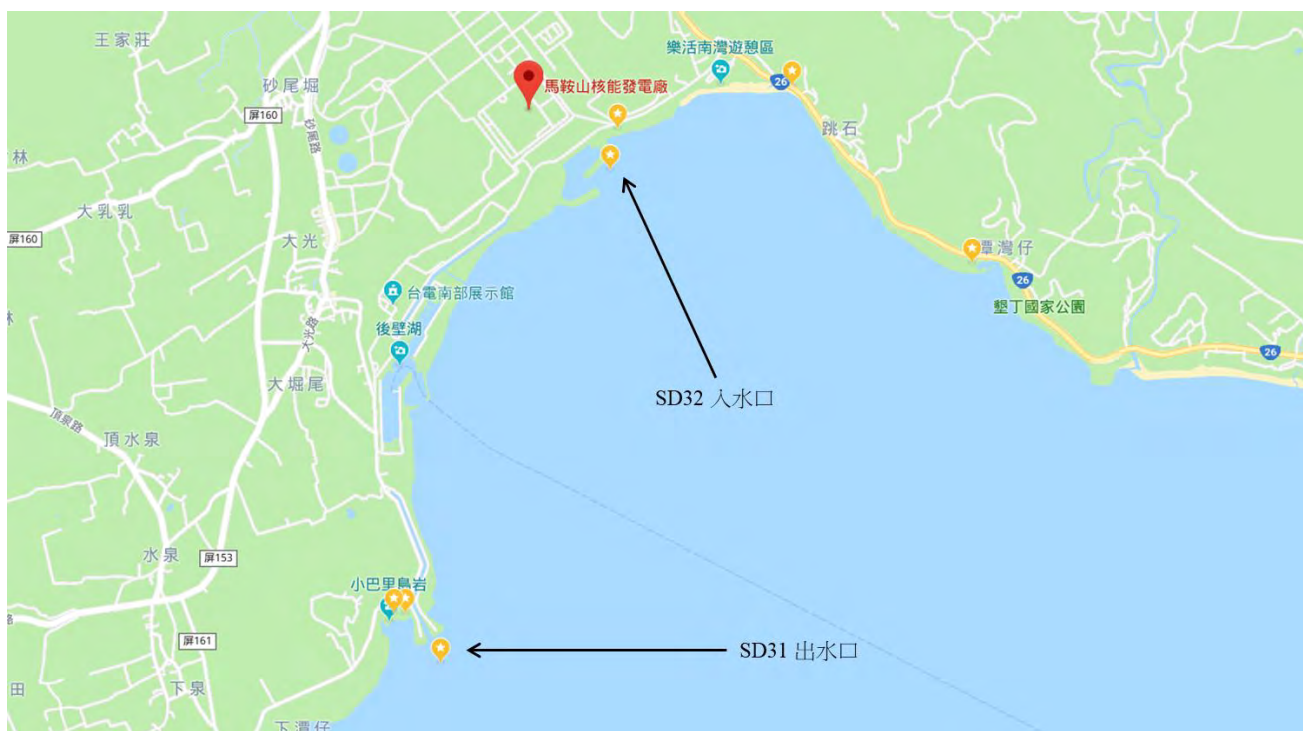 王家莊
樂活南灣遊憩區
26
砂尾堀
馬鞍山核能發電廠
屏160
砂尾路
跳石
林
大乳乳
屏160
大光
潭灣仔
26
台電南部展示館
墾丁國家公園
後壁湖
大光路
26
大堀尾
SD32 入水口
頂泉路
頂水泉
水泉
屏153
小巴里島岩
路
屏161
SD31 出水口
田
下泉
下潭仔